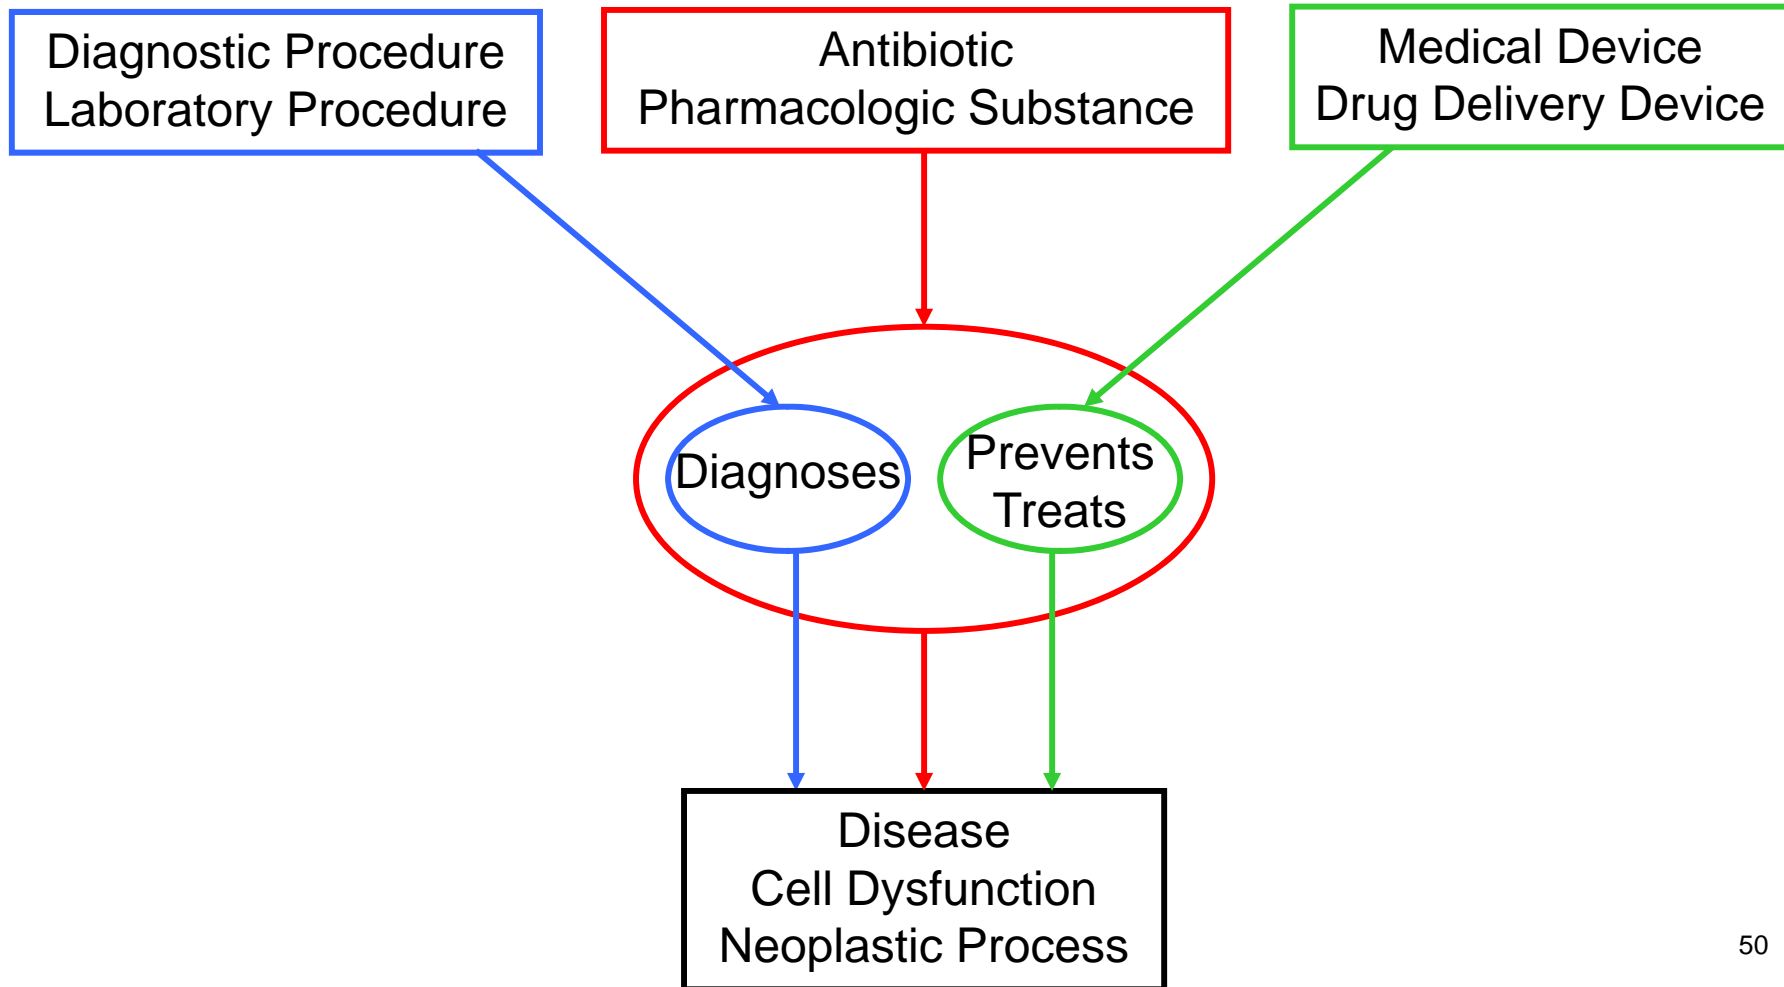 Diagnostic Procedure
Laboratory Procedure
Antibiotic
Pharmacologic Substance
Medical Device
Drug Delivery Device
Diagnoses
Prevents
Treats
Disease
Cell Dysfunction
Neoplastic Process
50